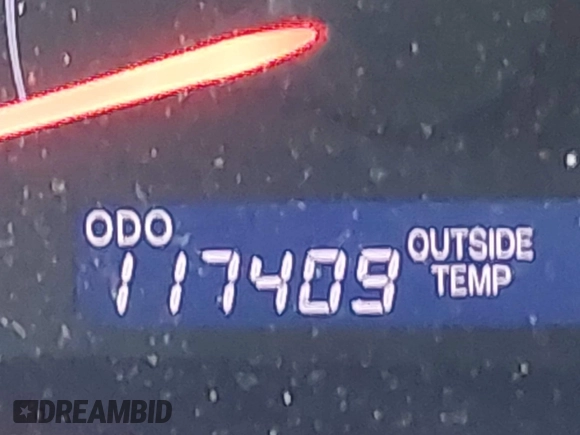 ODO
117409
OUTSIDE
TEMP
DREAMBID